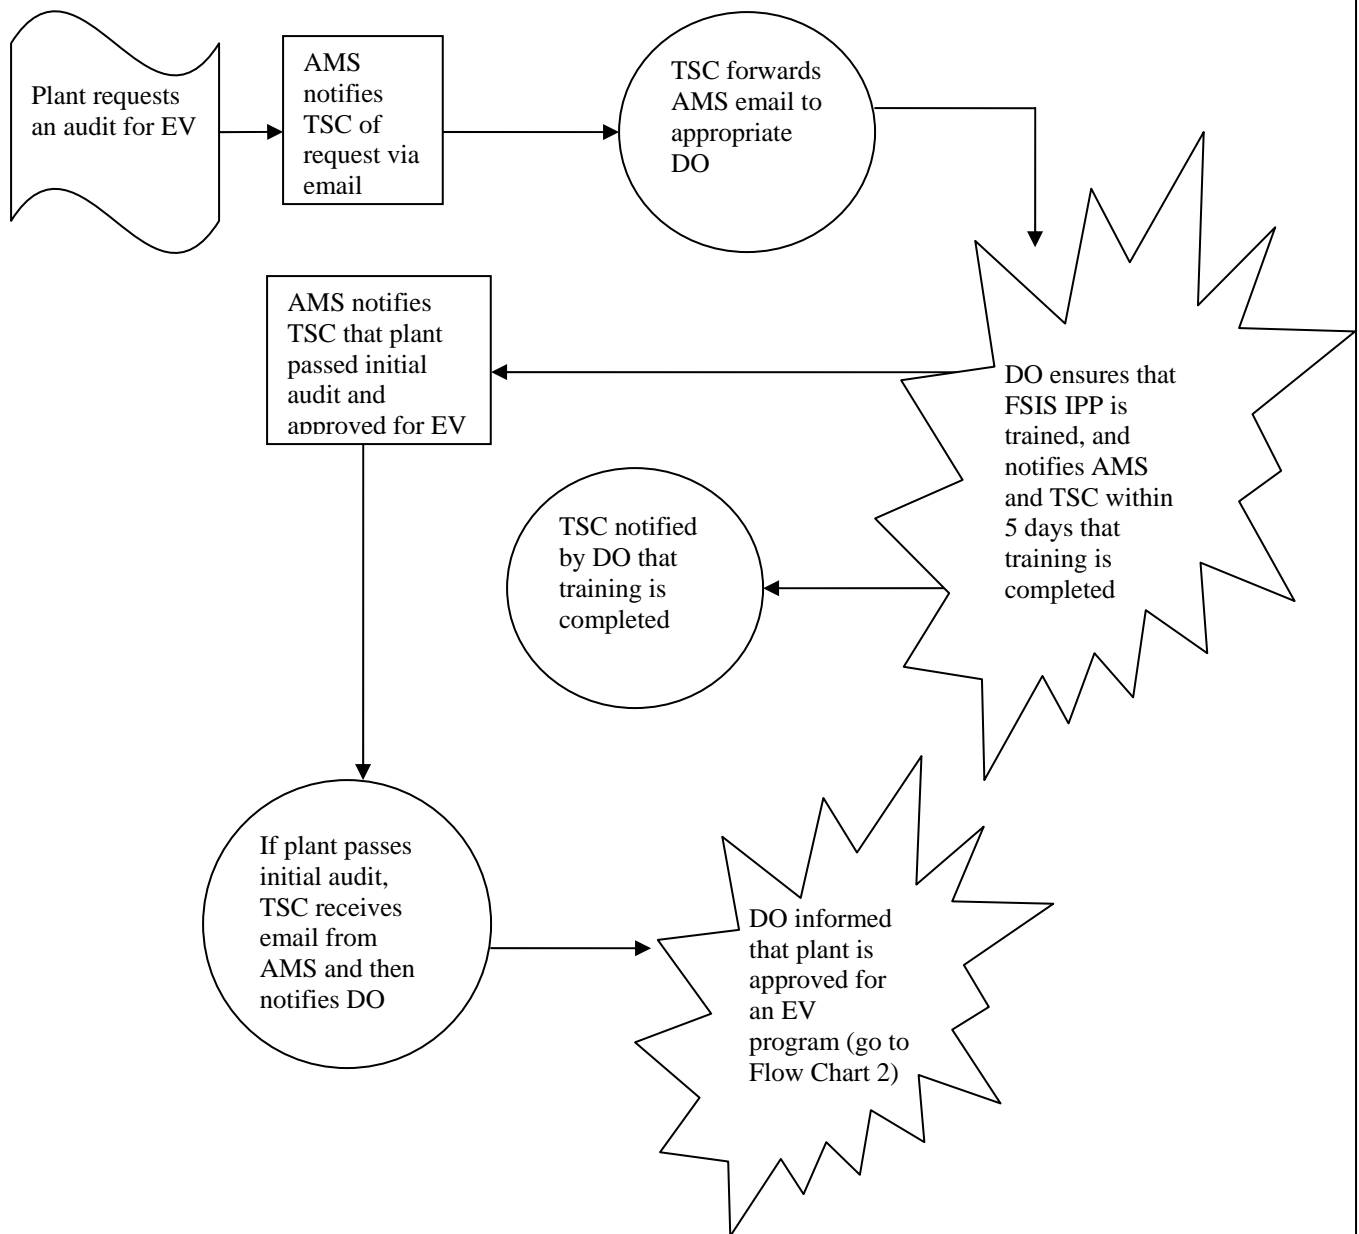 Plant requests
an audit for EV
AMS
notifies
TSC of
request via
email
TSC forwards
AMS email to
appropriate
DO
DO ensures that
FSIS IPP is
trained, and
notifies AMS
and TSC within
5 days that
training is
completed
AMS notifies
TSC that plant
passed initial
audit and
approved for EV
TSC notified
by DO that
training is
completed
If plant passes
initial audit,
TSC receives
email from
AMS and then
notifies DO
DO informed
that plant is
approved for
an EV
program (go to
Flow Chart 2)